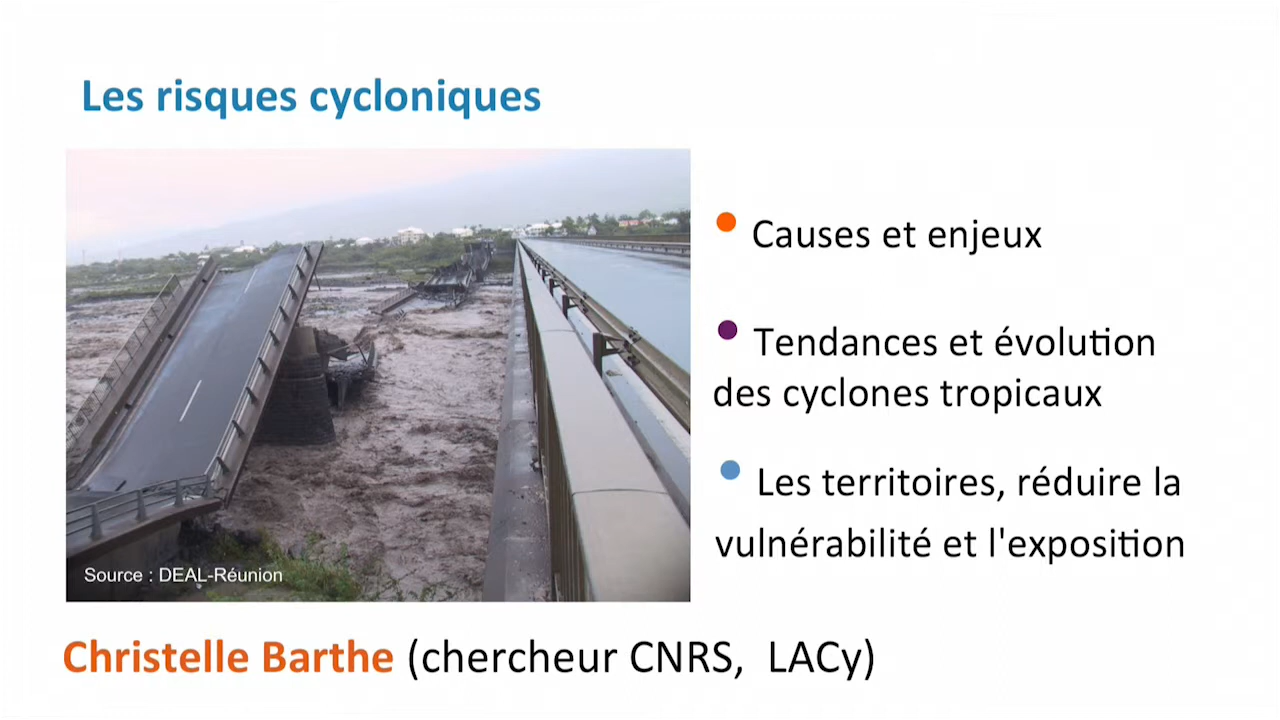 Les risques cycloniques
Causes et enjeux
Tendances et évolution
des cyclones tropicaux
Les territoires, réduire la
vulnérabilité et l'exposition
Source : DEAL-Réunion
Christelle Barthe (chercheur CNRS, LACy)